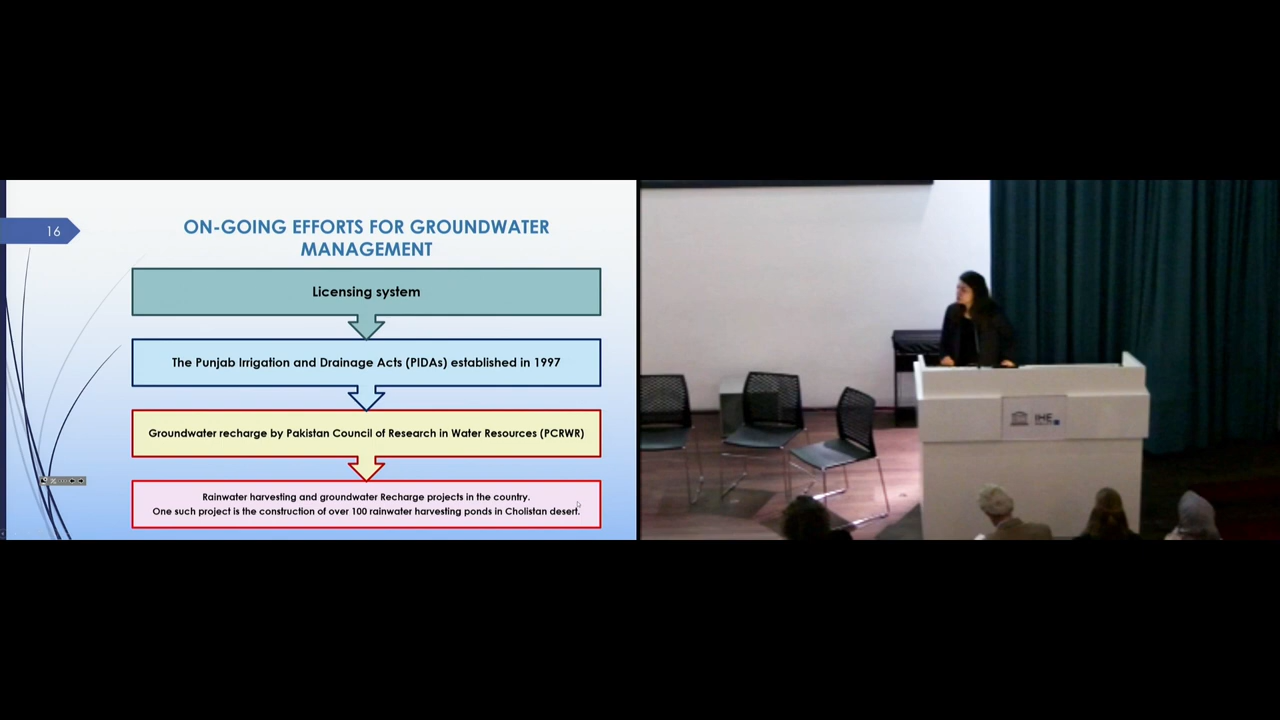 16
ON-GOING EFFORTS FOR GROUNDWATER
MANAGEMENT
Licensing system
The Punjab Irrigation and Drainage Acts (PIDAs) established in 1997
Groundwater recharge by Pakistan Council of Research in Water Resources (PCRWR)
Rainwater harvesting and groundwater Recharge projects in the country.
One such project is the construction of over 100 rainwater harvesting ponds in Cholistan desert.
IHE